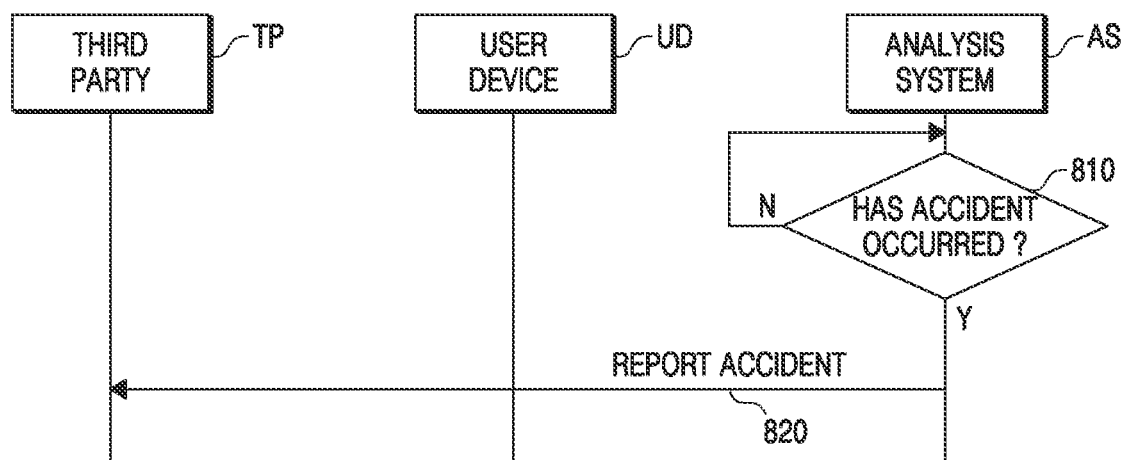 THIRD
PARTY
TP
USER
DEVICE
UD
ANALYSIS
SYSTEM
AS
810
N
HAS ACCIDENT
OCCURRED ?
Y
REPORT ACCIDENT
820